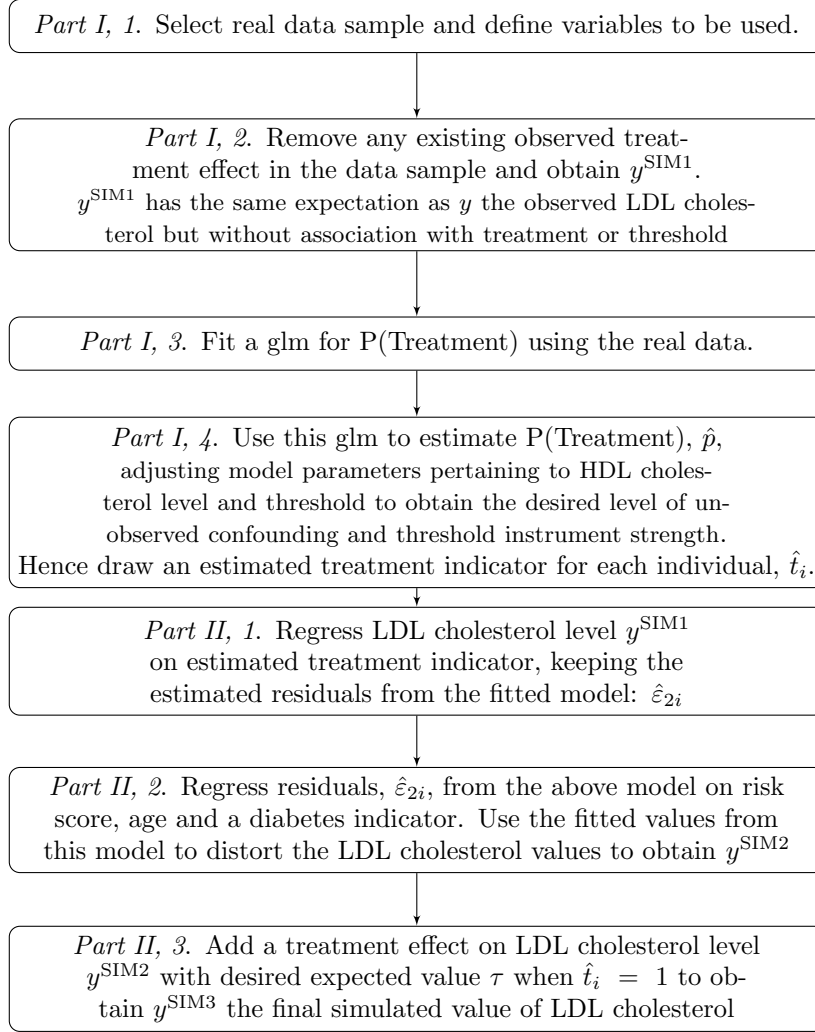 Part I, 1. Select real data sample and define variables to be used.
Part I, 2. Remove any existing observed treat-
ment effect in the data sample and obtain y^SIM1.
y^SIM1 has the same expectation as y the observed LDL choles-
terol but without association with treatment or threshold
Part I, 3. Fit a glm for P(Treatment) using the real data.
Part I, 4. Use this glm to estimate P(Treatment), p̂,
adjusting model parameters pertaining to HDL choles-
terol level and threshold to obtain the desired level of un-
observed confounding and threshold instrument strength.
Hence draw an estimated treatment indicator for each individual, t̂_i.
Part II, 1. Regress LDL cholesterol level y^SIM1
on estimated treatment indicator, keeping the
estimated residuals from the fitted model: ε̂_2i
Part II, 2. Regress residuals, ε̂_2i, from the above model on risk
score, age and a diabetes indicator. Use the fitted values from
this model to distort the LDL cholesterol values to obtain y^SIM2
Part II, 3. Add a treatment effect on LDL cholesterol level
y^SIM2 with desired expected value τ when t̂_i = 1 to ob-
tain y^SIM3 the final simulated value of LDL cholesterol